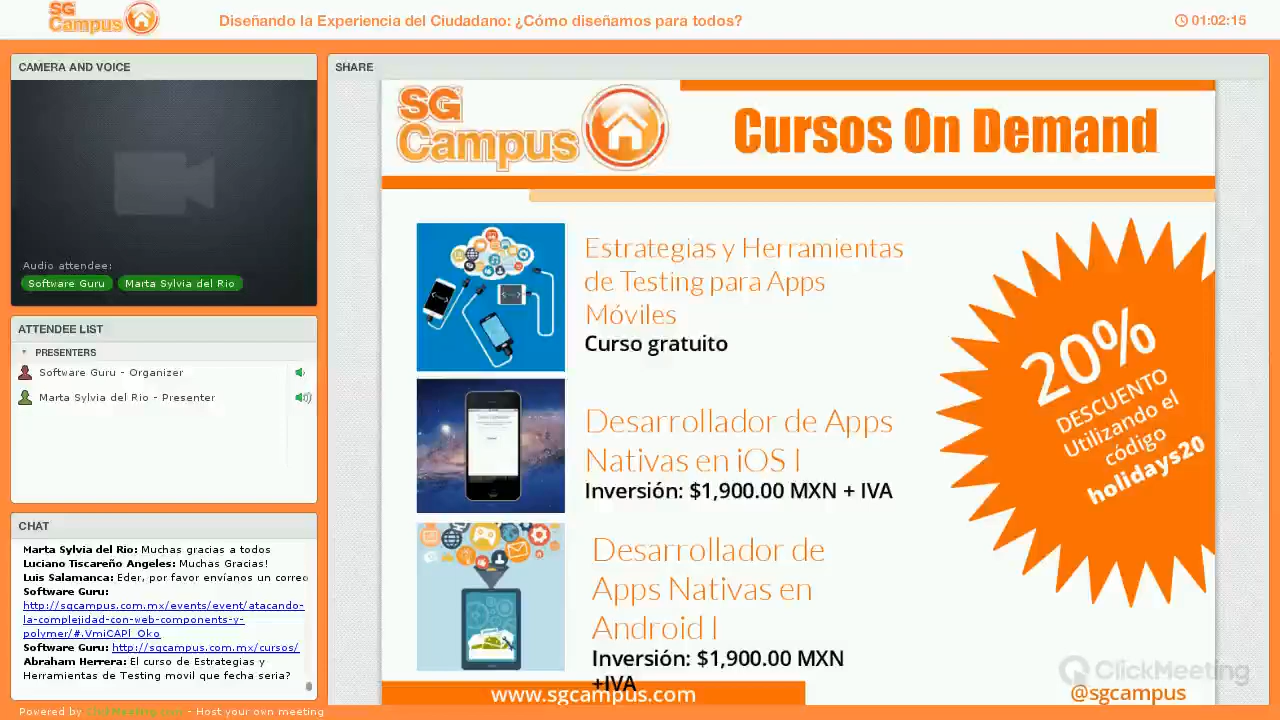 SG Campus
Diseñando la Experiencia del Ciudadano: ¿Cómo diseñamos para todos?
01:02:15
CAMERA AND VOICE
Audio attendee:
Software Guru
Marta Sylvia del Rio
ATTENDEE LIST
PRESENTERS
Software Guru - Organizer
Marta Sylvia del Rio - Presenter
CHAT
Marta Sylvia del Rio: Muchas gracias a todos
Luciano Tiscareño Angeles: Muchas Gracias!
Luis Salamanca: Eder, por favor envíanos un correo
Software Guru:
http://sgcampus.com.mx/events/event/atacando-
la-complejidad-con-web-components-y-
polymer/#.VmiCAPl_Oko
Software Guru: http://sgcampus.com.mx/cursos/
Abraham Herrera: El curso de Estrategias y
Herramientas de Testing movil que fecha seria?
Powered by ClickMeeting.com - Host your own meeting
SHARE
SG
Campus
Cursos On Demand
Estrategias y Herramientas
de Testing para Apps
Móviles
Curso gratuito
Desarrollador de Apps
Nativas en iOS I
Inversión: $1,900.00 MXN + IVA
Desarrollador de
Apps Nativas en
Android I
Inversión: $1,900.00 MXN
+IVA
20%
DESCUENTO
Utilizando el
código
holidays20
www.sgcampus.com
@sgcampus
ClickMeeting